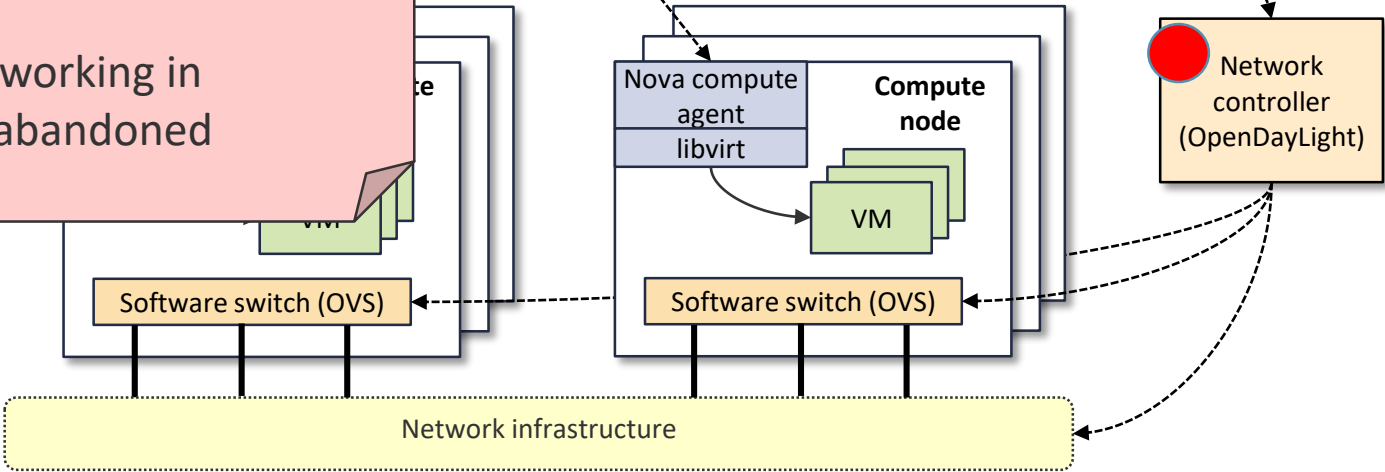 working in
abandoned
Nova compute
agent
libvirt
Compute
node
VM
Software switch (OVS)
Software switch (OVS)
Network
controller
(OpenDayLight)
Network infrastructure